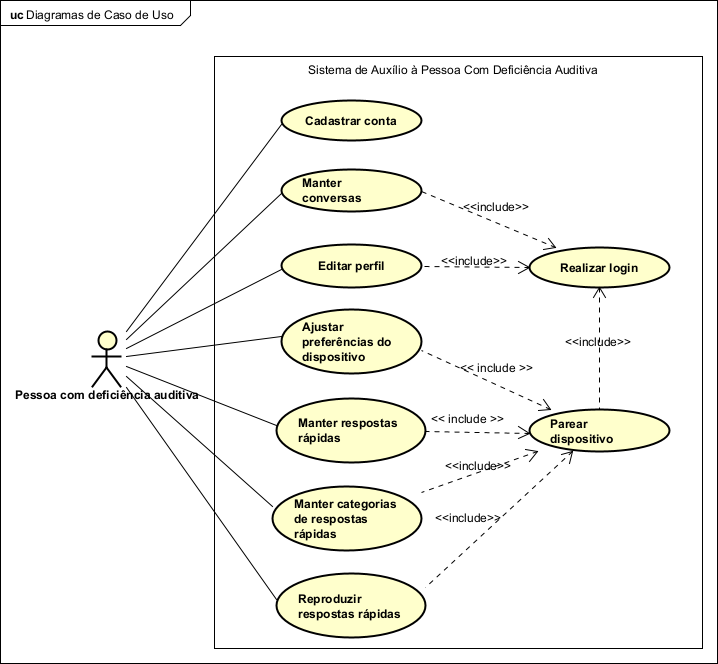 uc Diagramas de Caso de Uso
Sistema de Auxílio à Pessoa Com Deficiência Auditiva
Cadastrar conta
Manter
conversas
<<include>>
Editar perfil
<<include>>
Realizar login
Ajustar
preferências do
dispositivo
<<include>>
<< include >>
Pessoa com deficiência auditiva
Manter respostas
rápidas
<< include >>
Parear
dispositivo
<<include>>
Manter categorias
de respostas
rápidas
<<include>>
Reproduzir
respostas rápidas